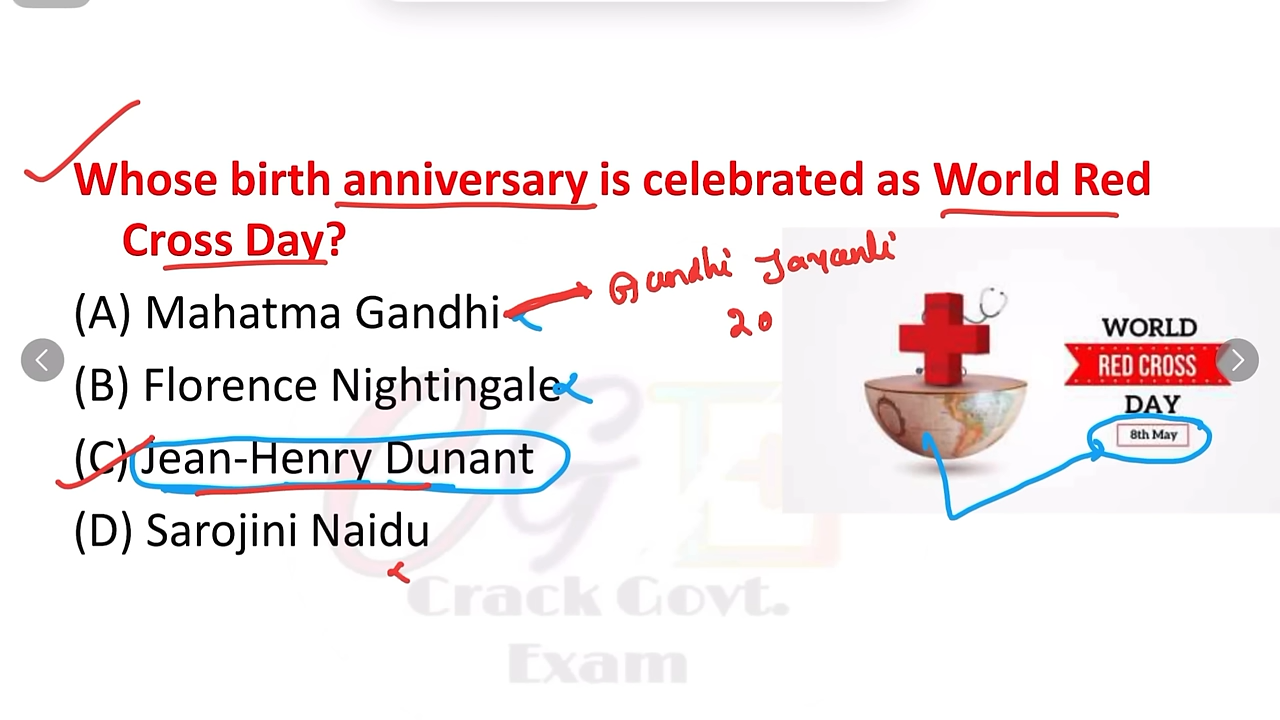 Whose birth anniversary is celebrated as World Red
Cross Day?
(A) Mahatma Gandhi
Gandhi Jayanti
20
(B) Florence Nightingale
(C) Jean-Henry Dunant
(D) Sarojini Naidu
WORLD
RED CROSS
DAY
8th May
CGE
Crack Govt.
Exam